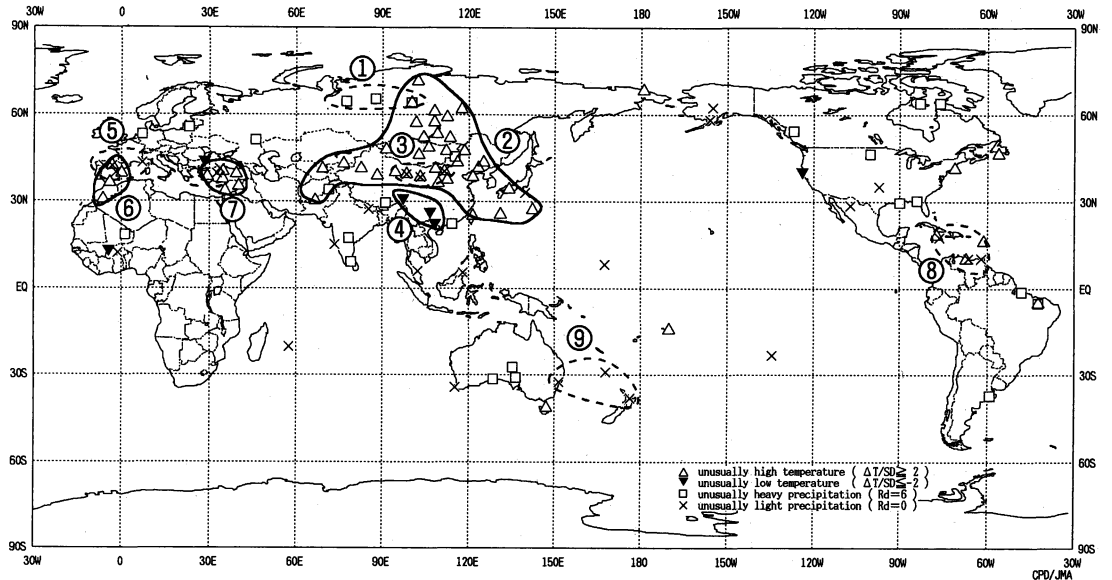 30W 0 30E 60E 90E 120E 150E 180 150W 120W 90W 60W 30W
90N 90N
①
60N 60N
⑤ ③ ②
⑥ ⑦
30N 30N
④
⑧
EQ EQ
⑨
30S 30S
60S 60S
△ unusually high temperature ( ΔT/SD≧ 2 )
▼ unusually low temperature ( ΔT/SD≦-2 )
□ unusually heavy precipitation ( Rd=6 )
× unusually light precipitation ( Rd=0 )
90S 90S
30W 0 30E 60E 90E 120E 150E 180 150W 120W 90W 60W 30W
CPD/JMA